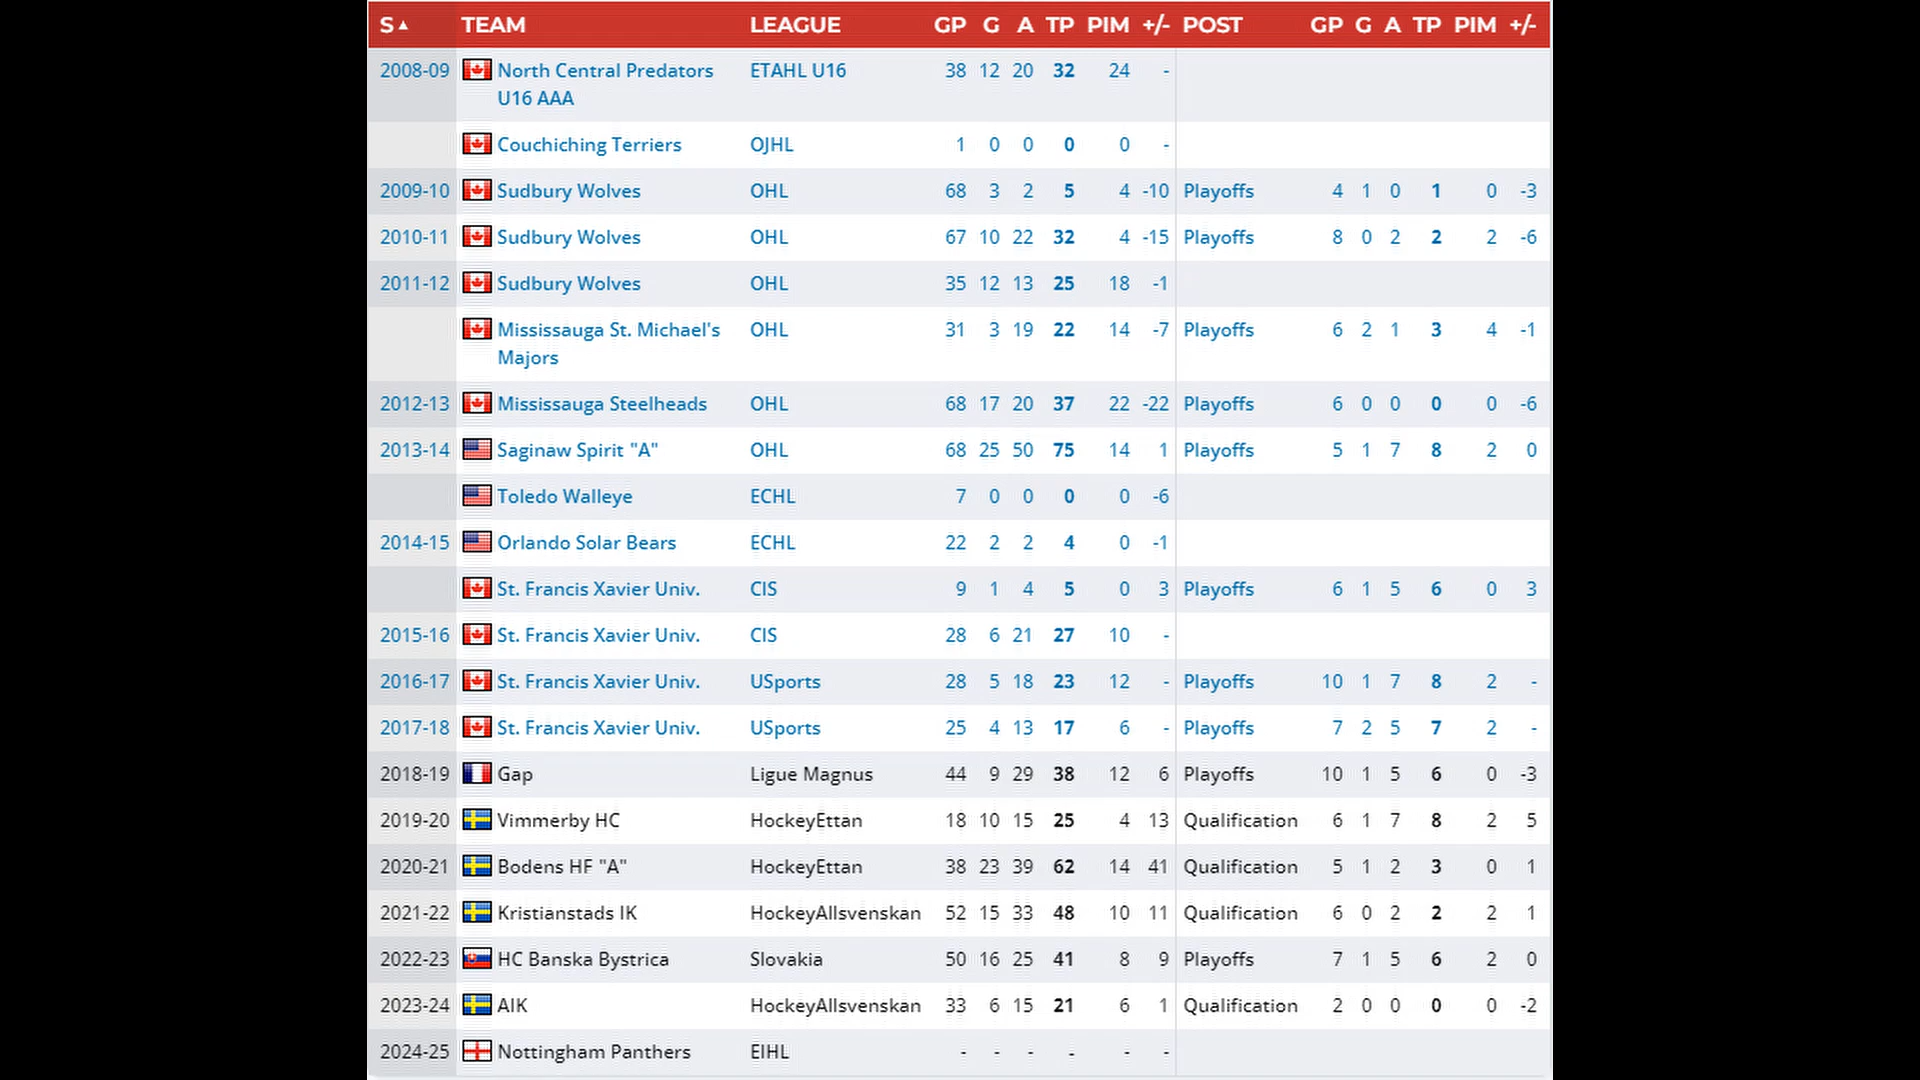 S▲ TEAM LEAGUE GP G A TP PIM +/- POST GP G A TP PIM +/-
2008-09 North Central Predators ETAHL U16 38 12 20 32 24 -
U16 AAA
Couchiching Terriers OJHL 1 0 0 0 0 -
2009-10 Sudbury Wolves OHL 68 3 2 5 4 -10 Playoffs 4 1 0 1 0 -3
2010-11 Sudbury Wolves OHL 67 10 22 32 4 -15 Playoffs 8 0 2 2 2 -6
2011-12 Sudbury Wolves OHL 35 12 13 25 18 -1
Mississauga St. Michael's OHL 31 3 19 22 14 -7 Playoffs 6 2 1 3 4 -1
Majors
2012-13 Mississauga Steelheads OHL 68 17 20 37 22 -22 Playoffs 6 0 0 0 0 -6
2013-14 Saginaw Spirit "A" OHL 68 25 50 75 14 1 Playoffs 5 1 7 8 2 0
Toledo Walleye ECHL 7 0 0 0 0 -6
2014-15 Orlando Solar Bears ECHL 22 2 2 4 0 -1
St. Francis Xavier Univ. CIS 9 1 4 5 0 3 Playoffs 6 1 5 6 0 3
2015-16 St. Francis Xavier Univ. CIS 28 6 21 27 10 -
2016-17 St. Francis Xavier Univ. USports 28 5 18 23 12 - Playoffs 10 1 7 8 2 -
2017-18 St. Francis Xavier Univ. USports 25 4 13 17 6 - Playoffs 7 2 5 7 2 -
2018-19 Gap Ligue Magnus 44 9 29 38 12 6 Playoffs 10 1 5 6 0 -3
2019-20 Vimmerby HC HockeyEttan 18 10 15 25 4 13 Qualification 6 1 7 8 2 5
2020-21 Bodens HF "A" HockeyEttan 38 23 39 62 14 41 Qualification 5 1 2 3 0 1
2021-22 Kristianstads IK HockeyAllsvenskan 52 15 33 48 10 11 Qualification 6 0 2 2 2 1
2022-23 HC Banska Bystrica Slovakia 50 16 25 41 8 9 Playoffs 7 1 5 6 2 0
2023-24 AIK HockeyAllsvenskan 33 6 15 21 6 1 Qualification 2 0 0 0 0 -2
2024-25 Nottingham Panthers EIHL - - - - - -